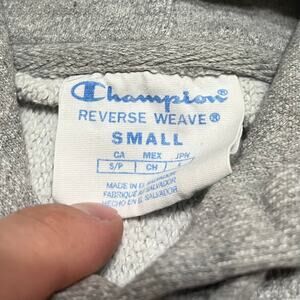 Champion
REVERSE WEAVE®
SMALL
CA MEX JPN
S/P CH
MADE IN EL SALVADOR
FABRIQUÉ AU SALVADOR
HECHO EN EL SALVADOR